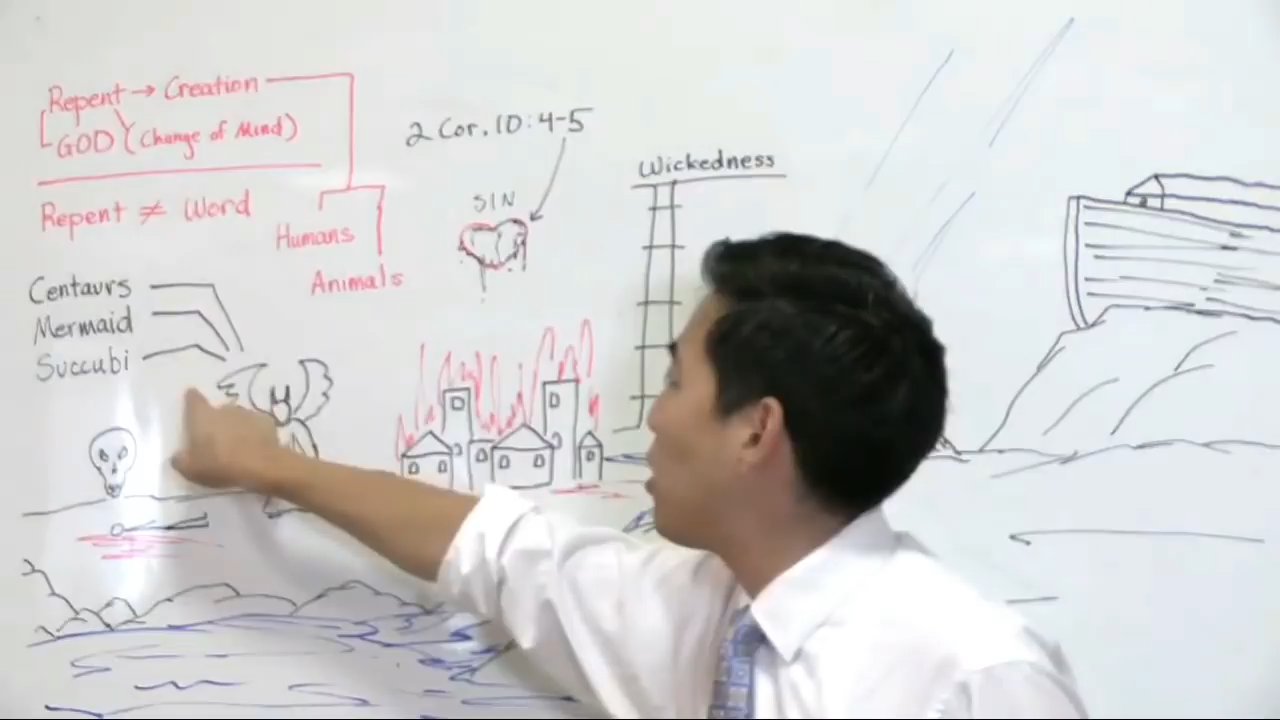 Repent → Creation
GOD (Change of Mind)
Repent ≠ Word
Humans
Animals
Centaurs
Mermaid
Succubi
2 Cor. 10:4-5
SIN
Wickedness